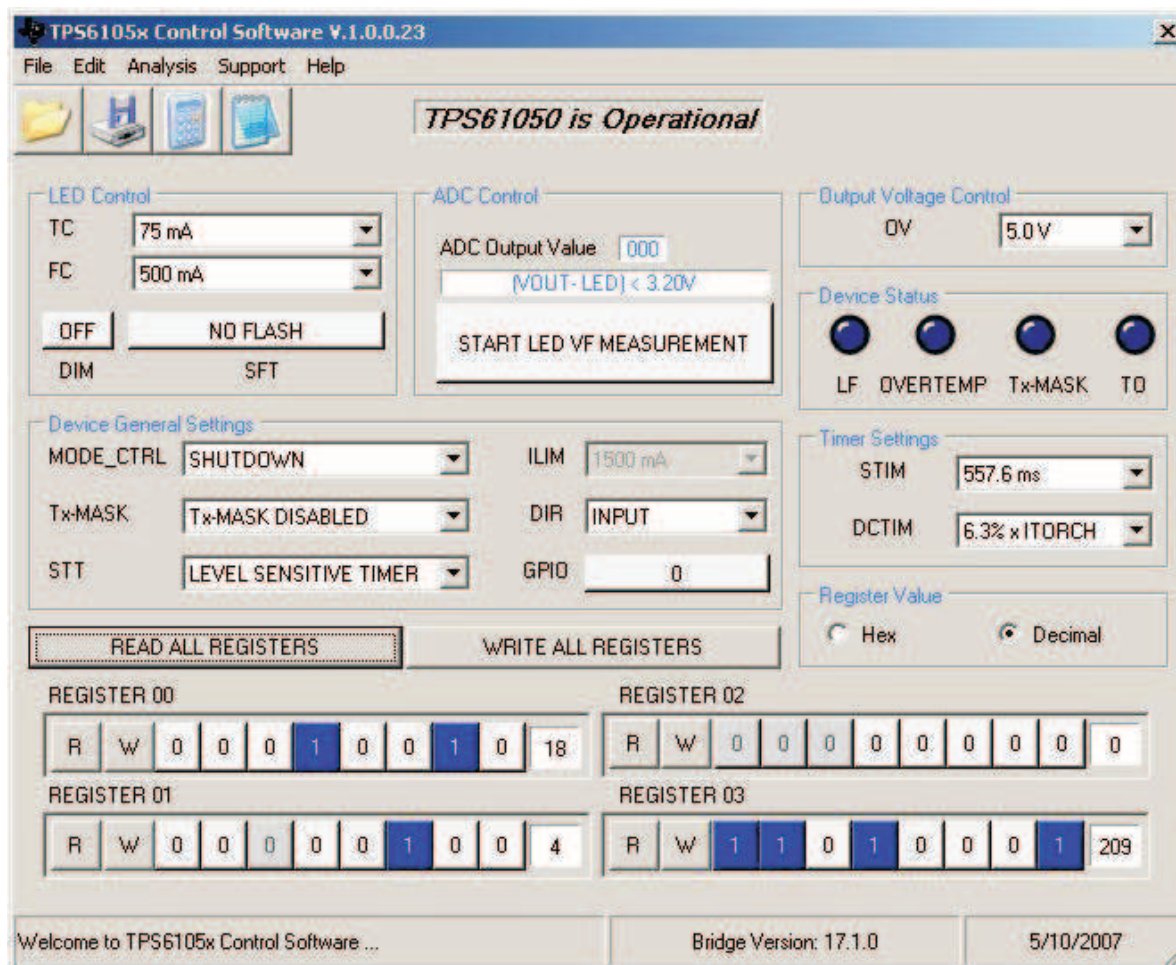 TPS6105x Control Software V.1.0.0.23
File Edit Analysis Support Help
TPS61050 is Operational
LED Control
TC 75 mA
FC 500 mA
OFF NO FLASH
DIM SFT
ADC Control
ADC Output Value 000
(VOUT- LED) < 3.20V
START LED VF MEASUREMENT
Output Voltage Control
OV 5.0 V
Device Status
LF OVERTEMP Tx-MASK TO
Device General Settings
MODE_CTRL SHUTDOWN ILIM 1500 mA
Tx-MASK Tx-MASK DISABLED DIR INPUT
STT LEVEL SENSITIVE TIMER GPIO 0
Timer Settings
STIM 557.6 ms
DCTIM 6.3% x ITORCH
Register Value
Hex Decimal
READ ALL REGISTERS WRITE ALL REGISTERS
REGISTER 00
R W 0 0 0 1 0 0 1 0 18
REGISTER 02
R W 0 0 0 0 0 0 0 0 0
REGISTER 01
R W 0 0 0 0 0 1 0 0 4
REGISTER 03
R W 1 1 0 1 0 0 0 1 209
Welcome to TPS6105x Control Software ... Bridge Version: 17.1.0 5/10/2007